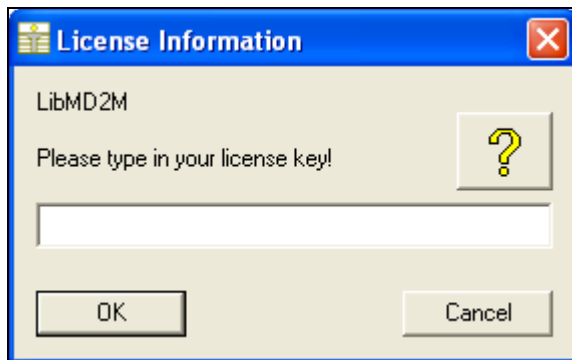 License Information
LibMD2M
Please type in your license key!
?
OK
Cancel